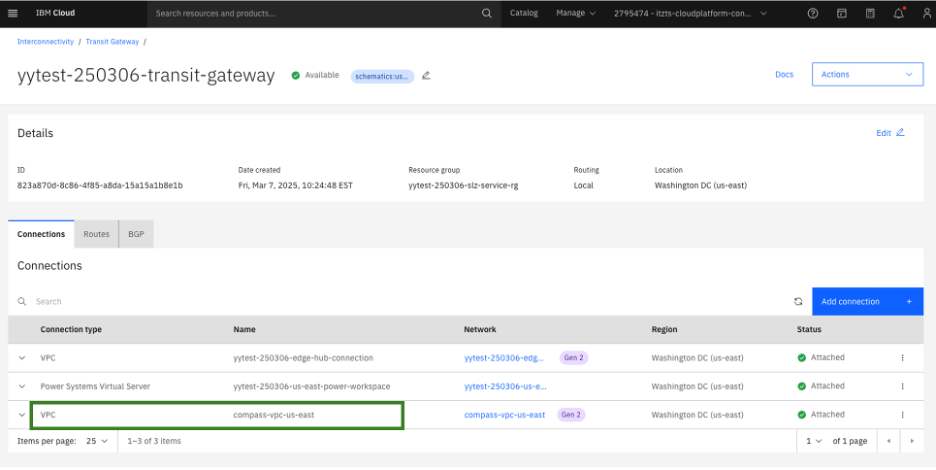 IBM Cloud Search resources and products... Catalog Manage 2795474 - itzts-cloudplatform-con...
Interconnectivity / Transit Gateway /
yytest-250306-transit-gateway Available schematics:us... Docs Actions
Details Edit
ID Date created Resource group Routing Location
823a870d-8c86-4f85-a8da-15a15a1b8e1b Fri, Mar 7, 2025, 10:24:48 EST yytest-250306-slz-service-rg Local Washington DC (us-east)
Connections Routes BGP
Connections
Search Add connection +
Connection type Name Network Region Status
VPC yytest-250306-edge-hub-connection yytest-250306-edg... Gen 2 Washington DC (us-east) Attached
Power Systems Virtual Server yytest-250306-us-east-power-workspace yytest-250306-us-e... Washington DC (us-east) Attached
VPC compass-vpc-us-east compass-vpc-us-east Gen 2 Washington DC (us-east) Attached
Items per page: 25 1–3 of 3 items 1 of 1 page